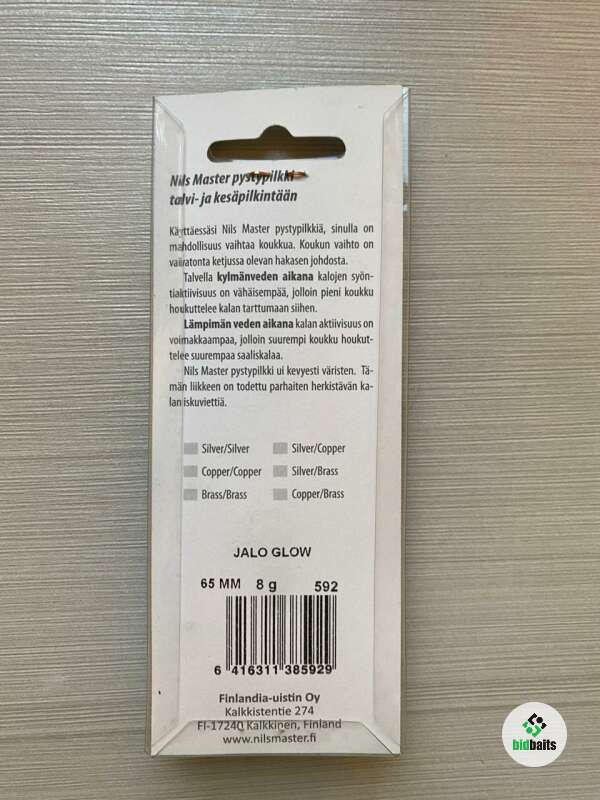 Nils Master pystypilkki
talvi- ja kesäpilkintään
Käyttäessäsi Nils Master pystypilkkiä, sinulla on
mahdollisuus vaihtaa koukkua. Koukun vaihto on
vaivatonta ketjussa olevan hakasen johdosta.
Talvella kylmänveden aikana kalojen syön-
tiaktiivisuus on vähäisempää, jolloin pieni koukku
houkuttelee kalan tarttumaan siihen.
Lämpimän veden aikana kalan aktiivisuus on
voimakkaampaa, jolloin suurempi koukku houkut-
telee suurempaa saaliskalaa.
Nils Master pystypilkki ui kevyesti väristen. Tä-
män liikkeen on todettu parhaiten herkistävän ka-
lan iskuviettiä.
Silver/Silver Silver/Copper
Copper/Copper Silver/Brass
Brass/Brass Copper/Brass
JALO GLOW
65 MM 8 g 592
6 416311 385929
Finlandia-uistin Oy
Kalkkistentie 274
FI-17240 Kalkkinen, Finland
www.nilsmaster.fi
bidbaits